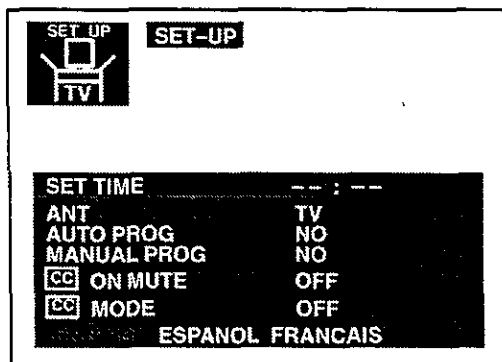 SET UP
TV
SET-UP
SET TIME -- : --
ANT TV
AUTO PROG NO
MANUAL PROG NO
CC ON MUTE OFF
CC MODE OFF
ESPANOL FRANCAIS